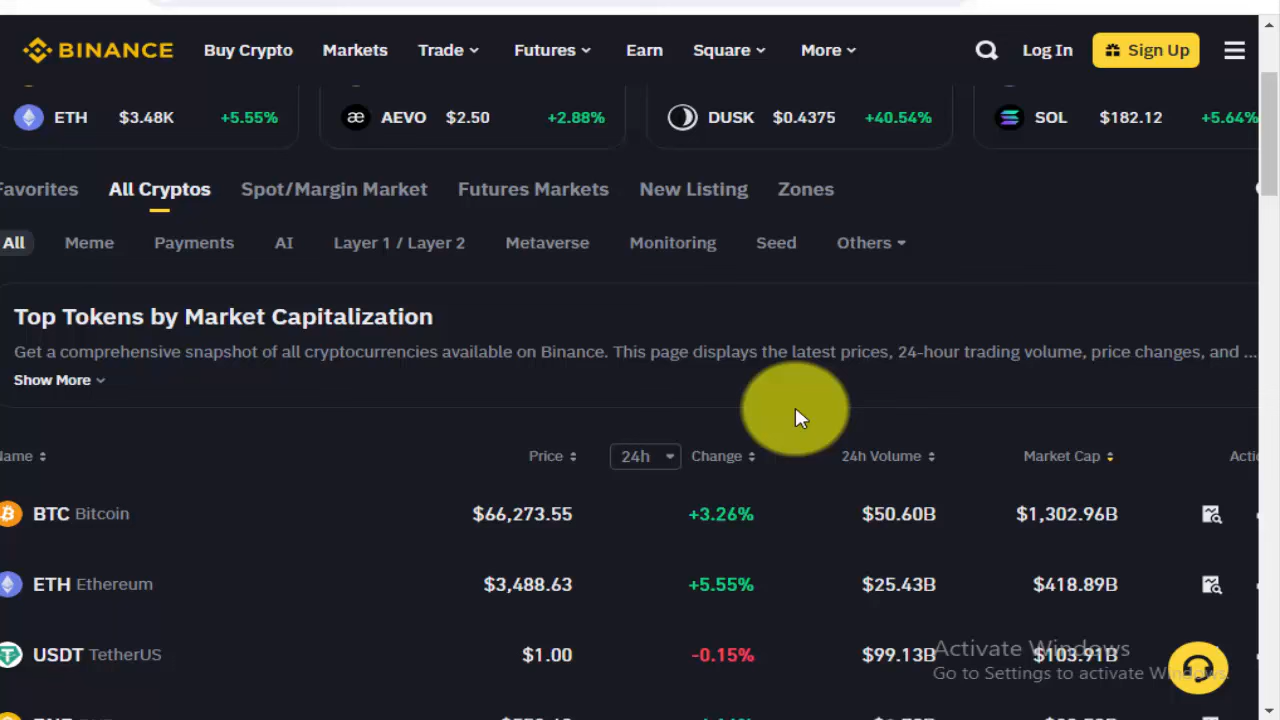 BINANCE Buy Crypto Markets Trade Futures Earn Square More Log In Sign Up
ETH $3.48K +5.55% AEVO $2.50 +2.88% DUSK $0.4375 +40.54% SOL $182.12 +5.64%
Favorites All Cryptos Spot/Margin Market Futures Markets New Listing Zones
All Meme Payments AI Layer 1 / Layer 2 Metaverse Monitoring Seed Others
Top Tokens by Market Capitalization
Get a comprehensive snapshot of all cryptocurrencies available on Binance. This page displays the latest prices, 24-hour trading volume, price changes, and ...
Show More
Name Price 24h Change 24h Volume Market Cap Acti
BTC Bitcoin $66,273.55 +3.26% $50.60B $1,302.96B
ETH Ethereum $3,488.63 +5.55% $25.43B $418.89B
USDT TetherUS $1.00 -0.15% $99.13B $103.91B
Activate Windows
Go to Settings to activate Windows.